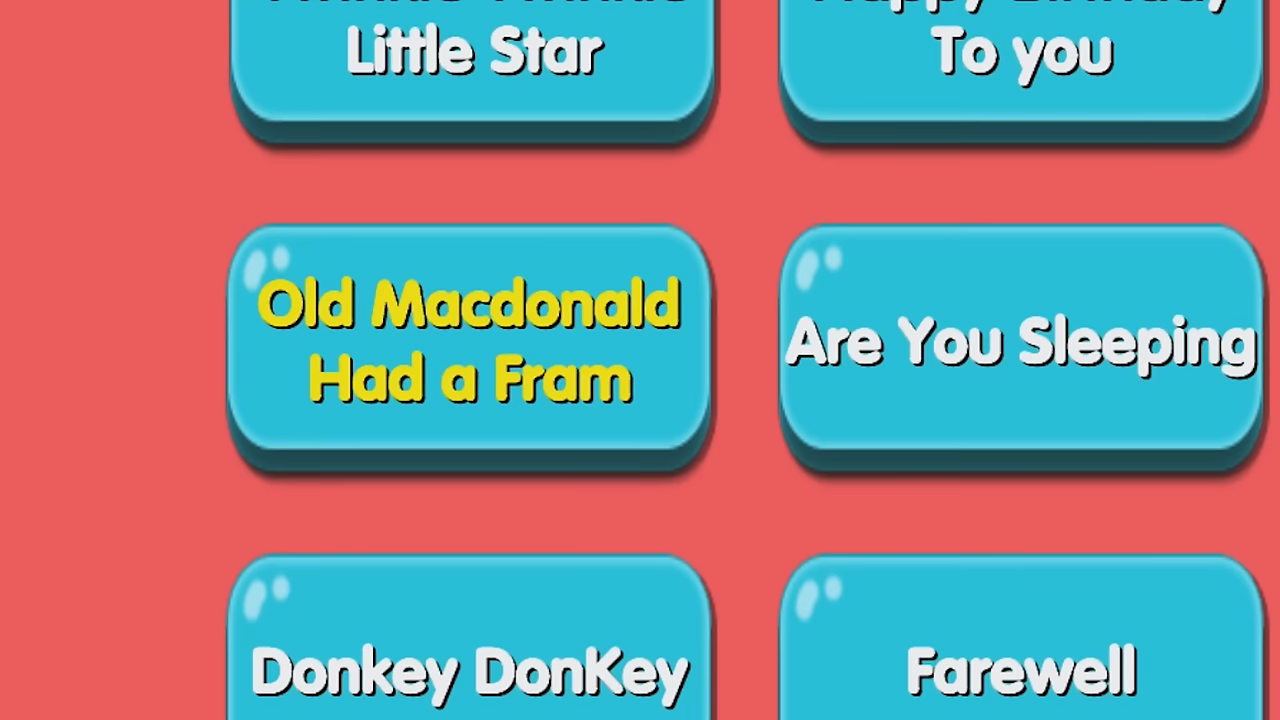 Little Star
To you
Old Macdonald
Had a Fram
Are You Sleeping
Donkey DonKey
Farewell